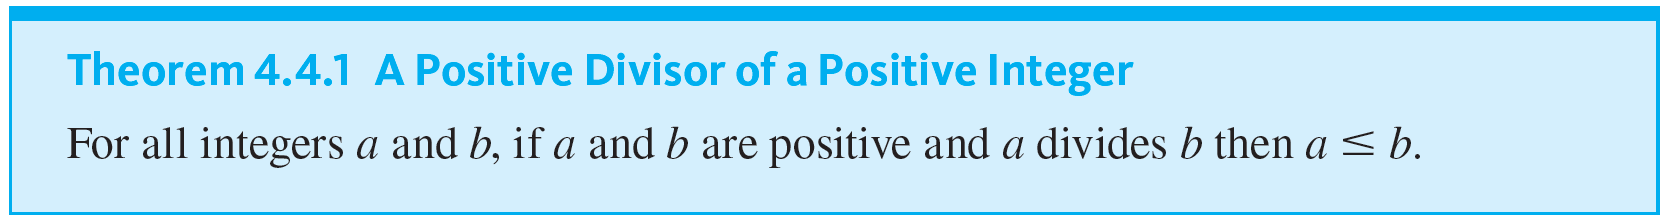 Theorem 4.4.1 A Positive Divisor of a Positive Integer
For all integers a and b, if a and b are positive and a divides b then a ≤ b.